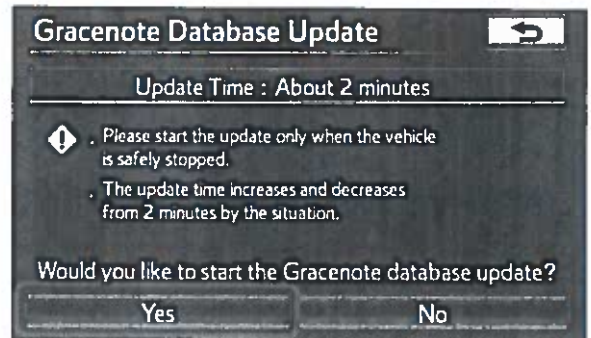 Gracenote Database Update
Update Time : About 2 minutes
. Please start the update only when the vehicle
is safely stopped.
. The update time increases and decreases
from 2 minutes by the situation.
Would you like to start the Gracenote database update?
Yes
No